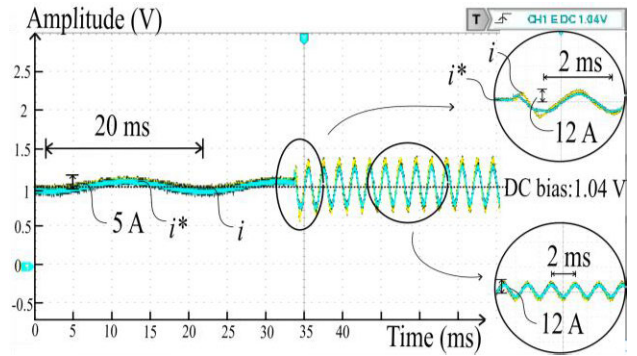 Amplitude (V)
T CH1 E DC 1.04V
2.5
2
1.5
1
0.5
0
-0.5
20 ms
5 A
i*
i
i*
i
2 ms
12 A
DC bias:1.04 V
2 ms
12 A
0 5 10 15 20 25 30 35 40
Time (ms)